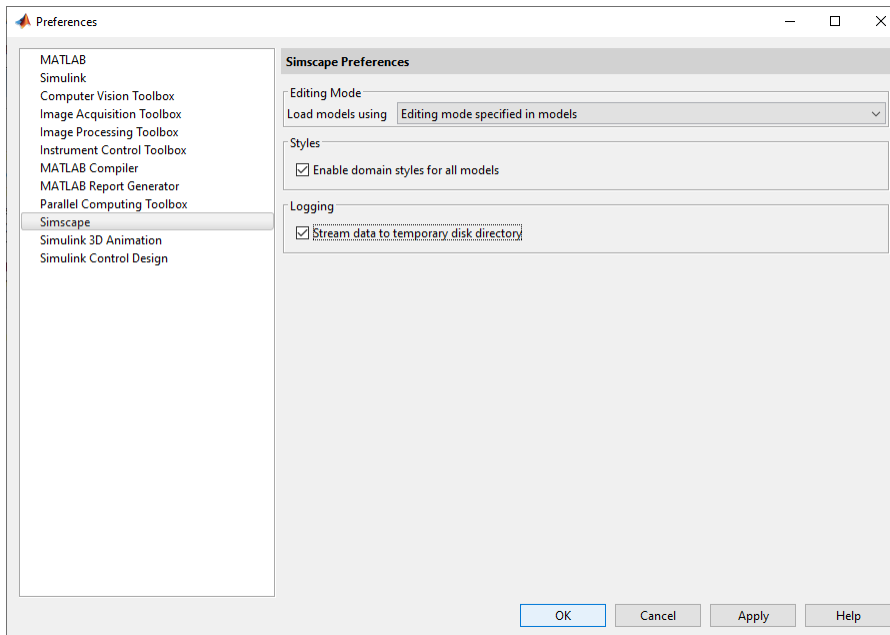 Preferences
MATLAB
Simulink
Computer Vision Toolbox
Image Acquisition Toolbox
Image Processing Toolbox
Instrument Control Toolbox
MATLAB Compiler
MATLAB Report Generator
Parallel Computing Toolbox
Simscape
Simulink 3D Animation
Simulink Control Design
Simscape Preferences
Editing Mode
Load models using Editing mode specified in models
Styles
Enable domain styles for all models
Logging
Stream data to temporary disk directory
OK Cancel Apply Help